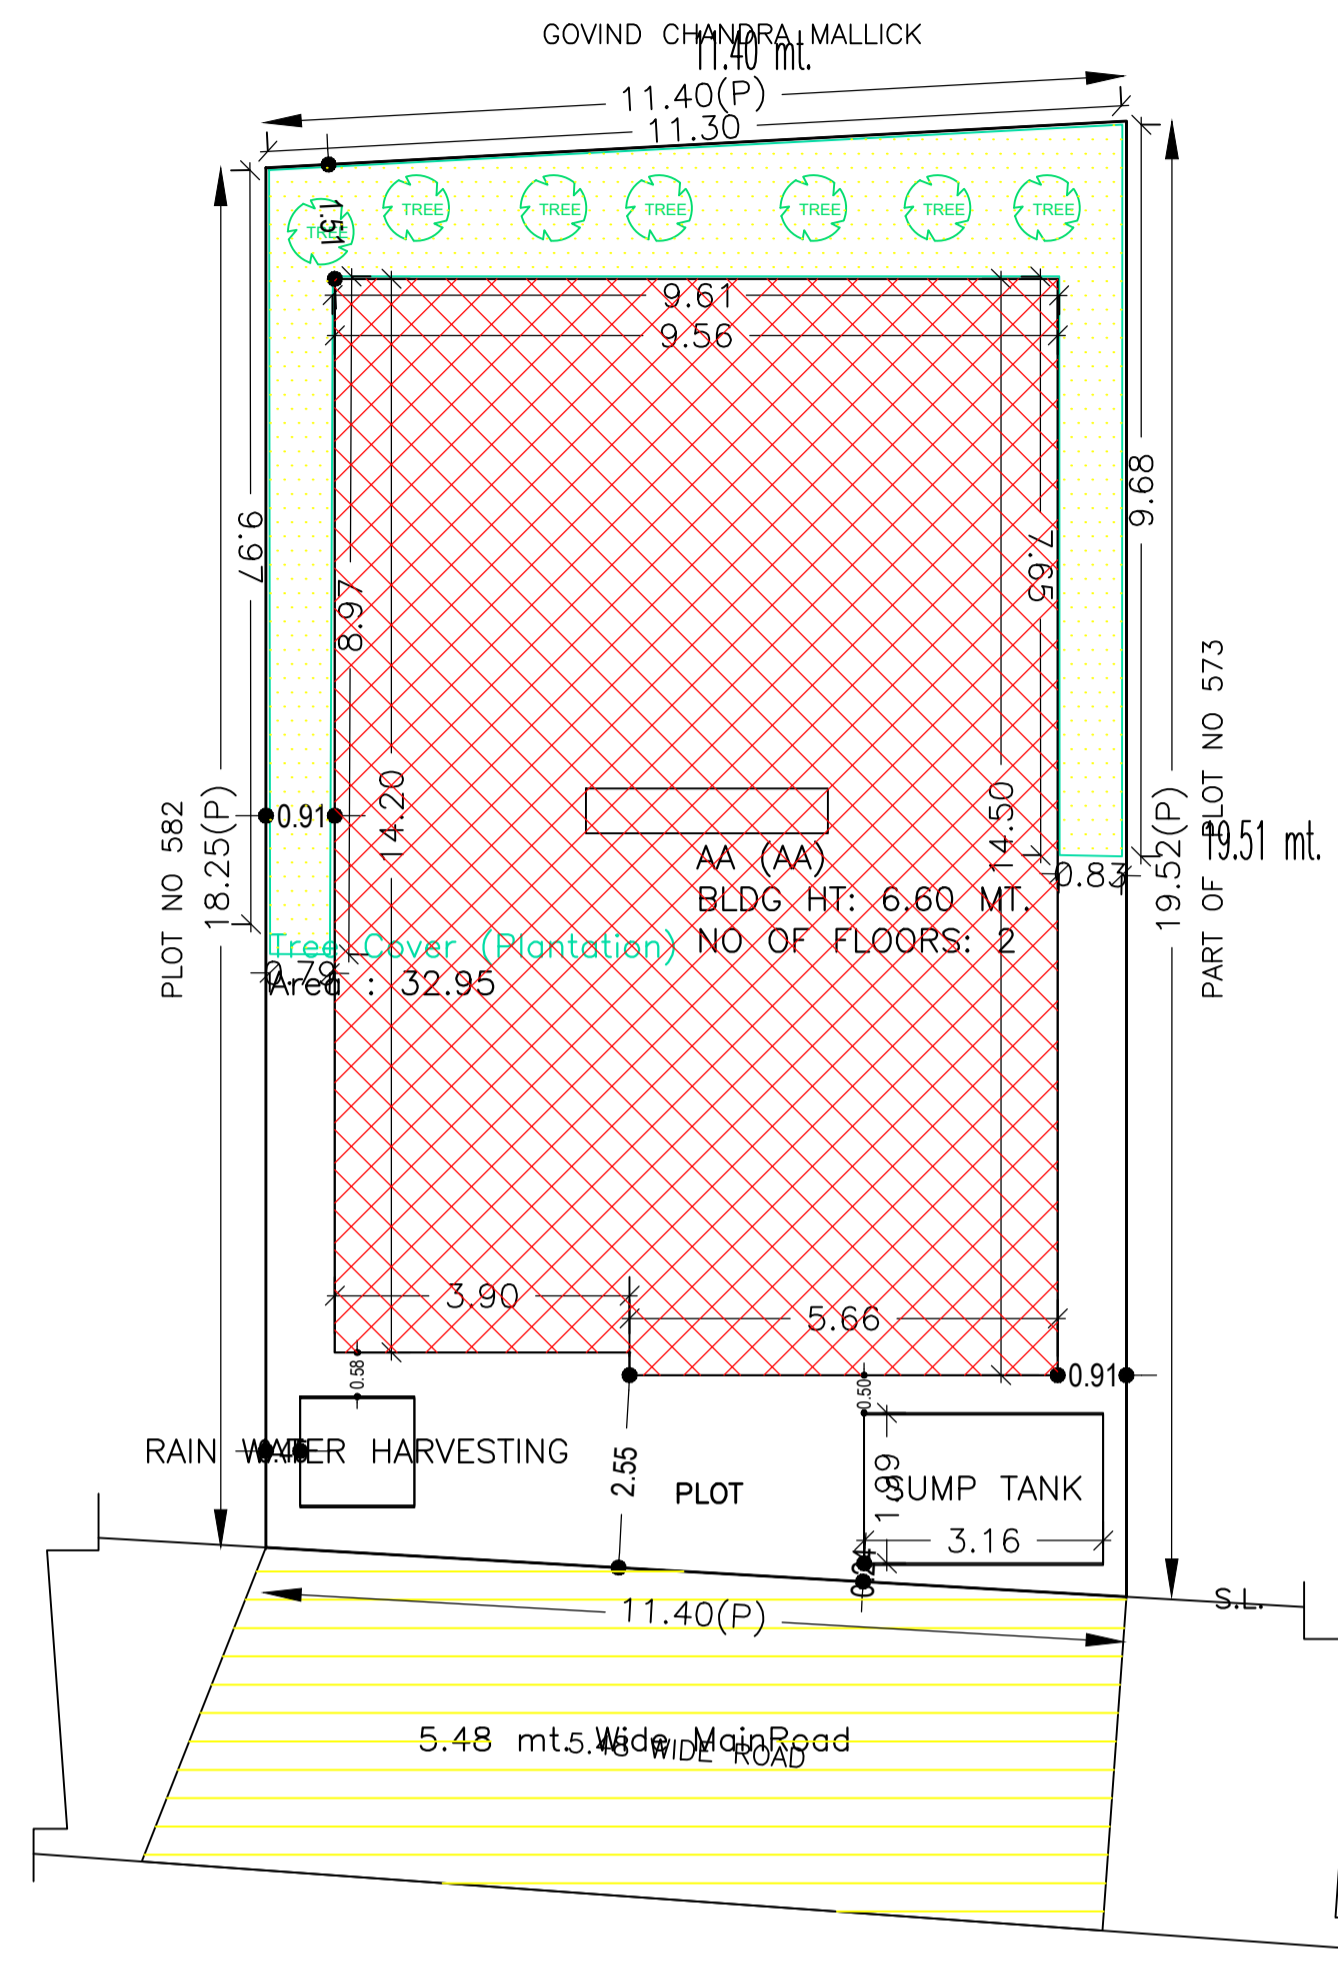 GOVIND CHANDRA MALLICK
11.40 mt.
11.40(P)
11.30
TREE
TREE
TREE
TREE
TREE
TREE
TREE
1.51
9.61
9.56
9.97
8.97
7.65
9.68
PLOT NO 582
18.25(P)
0.91
14.20
14.50
AA (AA)
BLDG HT: 6.60 MT.
NO OF FLOORS: 2
0.83
19.52(P)
PART OF PLOT NO 573
19.51 mt.
Tree Cover (Plantation)
0.79
Area : 32.95
3.90
5.66
0.58
0.50
0.91
RAIN WATER HARVESTING
2.55
PLOT
1.99
SUMP TANK
3.16
11.40(P)
S.L.
5.48 mt. Wide MainRoad
5.48 WIDE ROAD